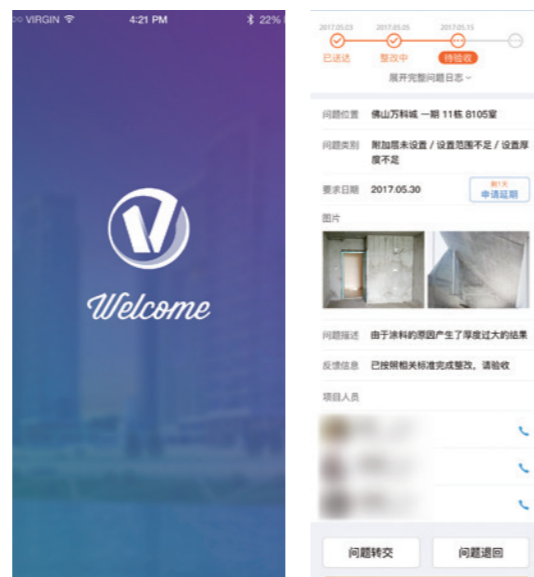 VIRGIN
4:21 PM
22%
Welcome
2017.05.03 2017.05.05 2017.05.15
已送达 整改中 待验收
展开完整问题日志
问题位置 佛山万科城 一期 11栋 8105室
问题类别 附加层未设置 / 设置范围不足 / 设置厚
度不足
要求日期 2017.05.30
剩1天
申请延期
图片
问题描述 由于涂料的原因产生了厚度过大的结果
反馈信息 已按照相关标准完成整改，请验收
项目人员
问题转交 问题退回